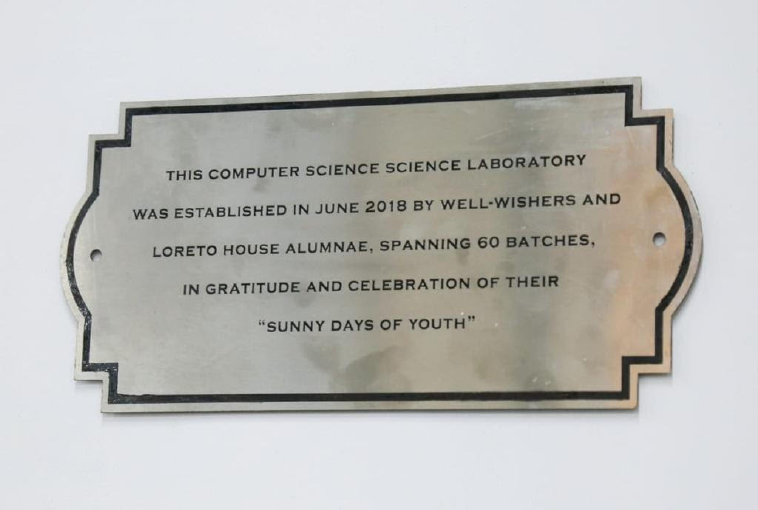 THIS COMPUTER SCIENCE SCIENCE LABORATORY
WAS ESTABLISHED IN JUNE 2018 BY WELL-WISHERS AND
LORETO HOUSE ALUMNAE, SPANNING 60 BATCHES,
IN GRATITUDE AND CELEBRATION OF THEIR
“SUNNY DAYS OF YOUTH”